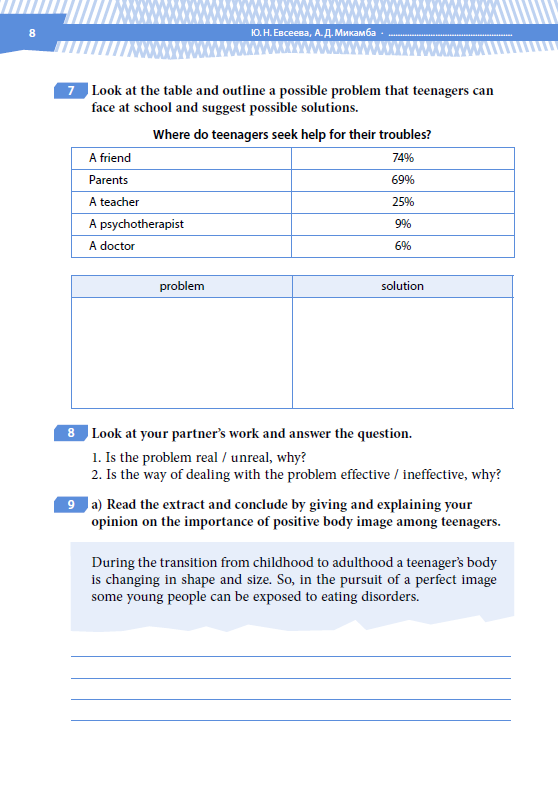 8
Ю. Н. Евсеева, А. Д. Микамба · ........................................................
7 Look at the table and outline a possible problem that teenagers can
face at school and suggest possible solutions.
Where do teenagers seek help for their troubles?
A friend 74%
Parents 69%
A teacher 25%
A psychotherapist 9%
A doctor 6%
problem solution
8 Look at your partner’s work and answer the question.
1. Is the problem real / unreal, why?
2. Is the way of dealing with the problem effective / ineffective, why?
9 a) Read the extract and conclude by giving and explaining your
opinion on the importance of positive body image among teenagers.
During the transition from childhood to adulthood a teenager’s body
is changing in shape and size. So, in the pursuit of a perfect image
some young people can be exposed to eating disorders.